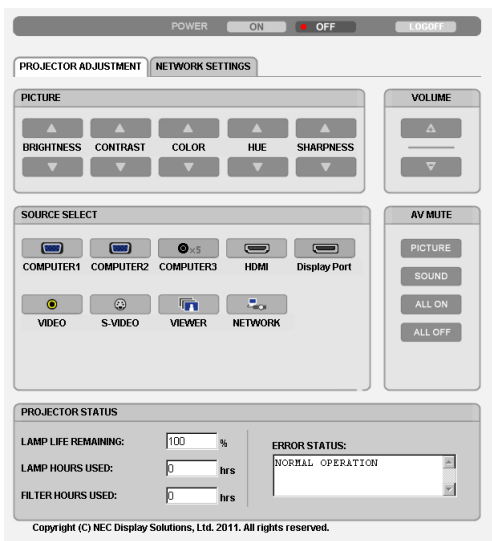 POWER ON OFF LOGOFF
PROJECTOR ADJUSTMENT NETWORK SETTINGS
PICTURE
BRIGHTNESS CONTRAST COLOR HUE SHARPNESS
VOLUME
SOURCE SELECT
×5
COMPUTER1 COMPUTER2 COMPUTER3 HDMI Display Port
VIDEO S-VIDEO VIEWER NETWORK
AV MUTE
PICTURE
SOUND
ALL ON
ALL OFF
PROJECTOR STATUS
LAMP LIFE REMAINING: 100 %
LAMP HOURS USED: 0 hrs
FILTER HOURS USED: 0 hrs
ERROR STATUS:
NORMAL OPERATION
Copyright (C) NEC Display Solutions, Ltd. 2011. All rights reserved.